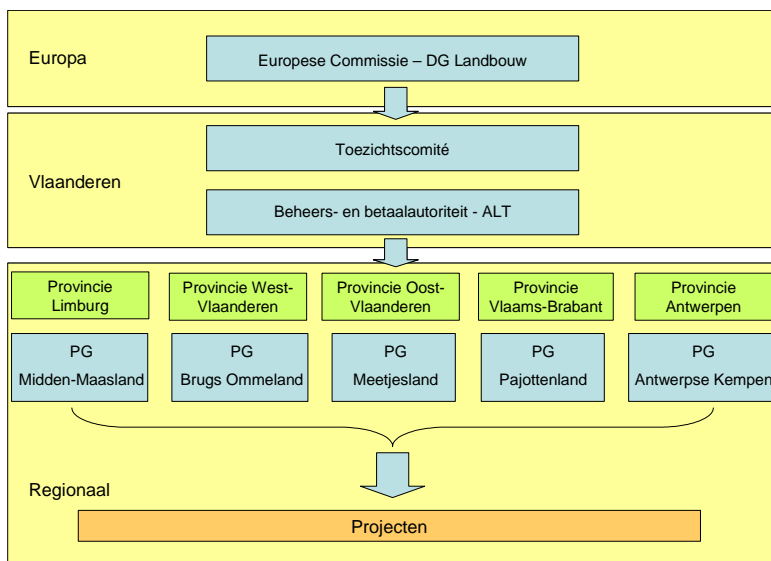 Europa
Europese Commissie – DG Landbouw
Toezichtscomité
Vlaanderen
Beheers- en betaalautoriteit - ALT
Provincie
Limburg
Provincie West-
Vlaanderen
Provincie Oost-
Vlaanderen
Provincie
Vlaams-Brabant
Provincie
Antwerpen
PG
Midden-Maasland
PG
Brugs Ommeland
PG
Meetjesland
PG
Pajottenland
PG
Antwerpse Kempen
Regionaal
Projecten